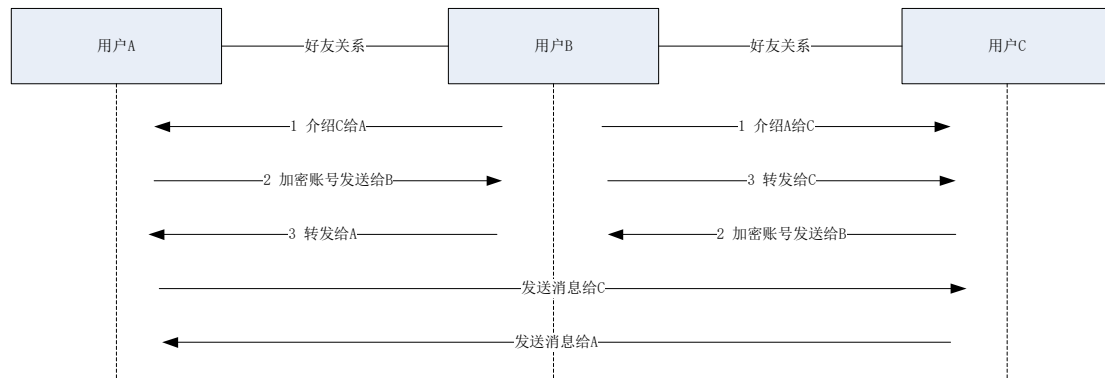 用户A
好友关系
用户B
好友关系
用户C
1 介绍C给A
1 介绍A给C
2 加密账号发送给B
3 转发给C
3 转发给A
2 加密账号发送给B
发送消息给C
发送消息给A